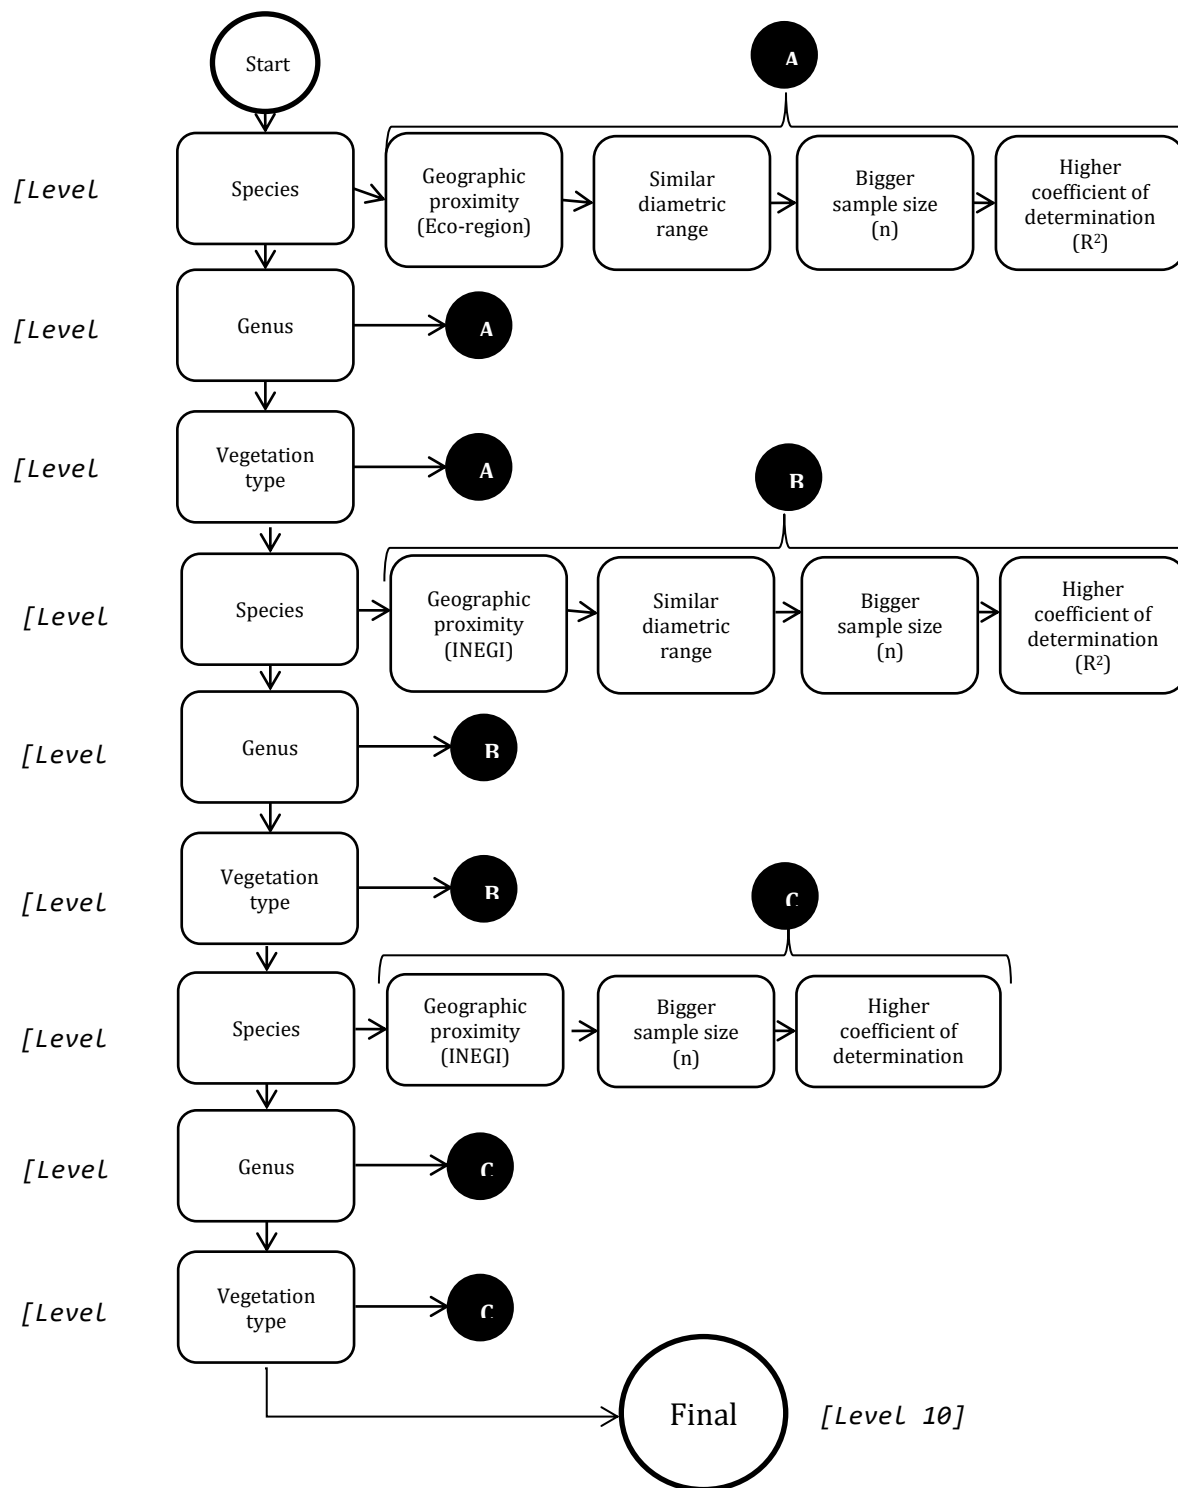 Start
A
[Level
Species
Geographic
proximity
(Eco-region)
Similar
diametric
range
Bigger
sample size
(n)
Higher
coefficient of
determination
(R²)
[Level
Genus
A
[Level
Vegetation
type
A
B
[Level
Species
Geographic
proximity
(INEGI)
Similar
diametric
range
Bigger
sample size
(n)
Higher
coefficient of
determination
(R²)
[Level
Genus
B
[Level
Vegetation
type
B
C
[Level
Species
Geographic
proximity
(INEGI)
Bigger
sample size
(n)
Higher
coefficient of
determination
[Level
Genus
C
[Level
Vegetation
type
C
Final
[Level 10]